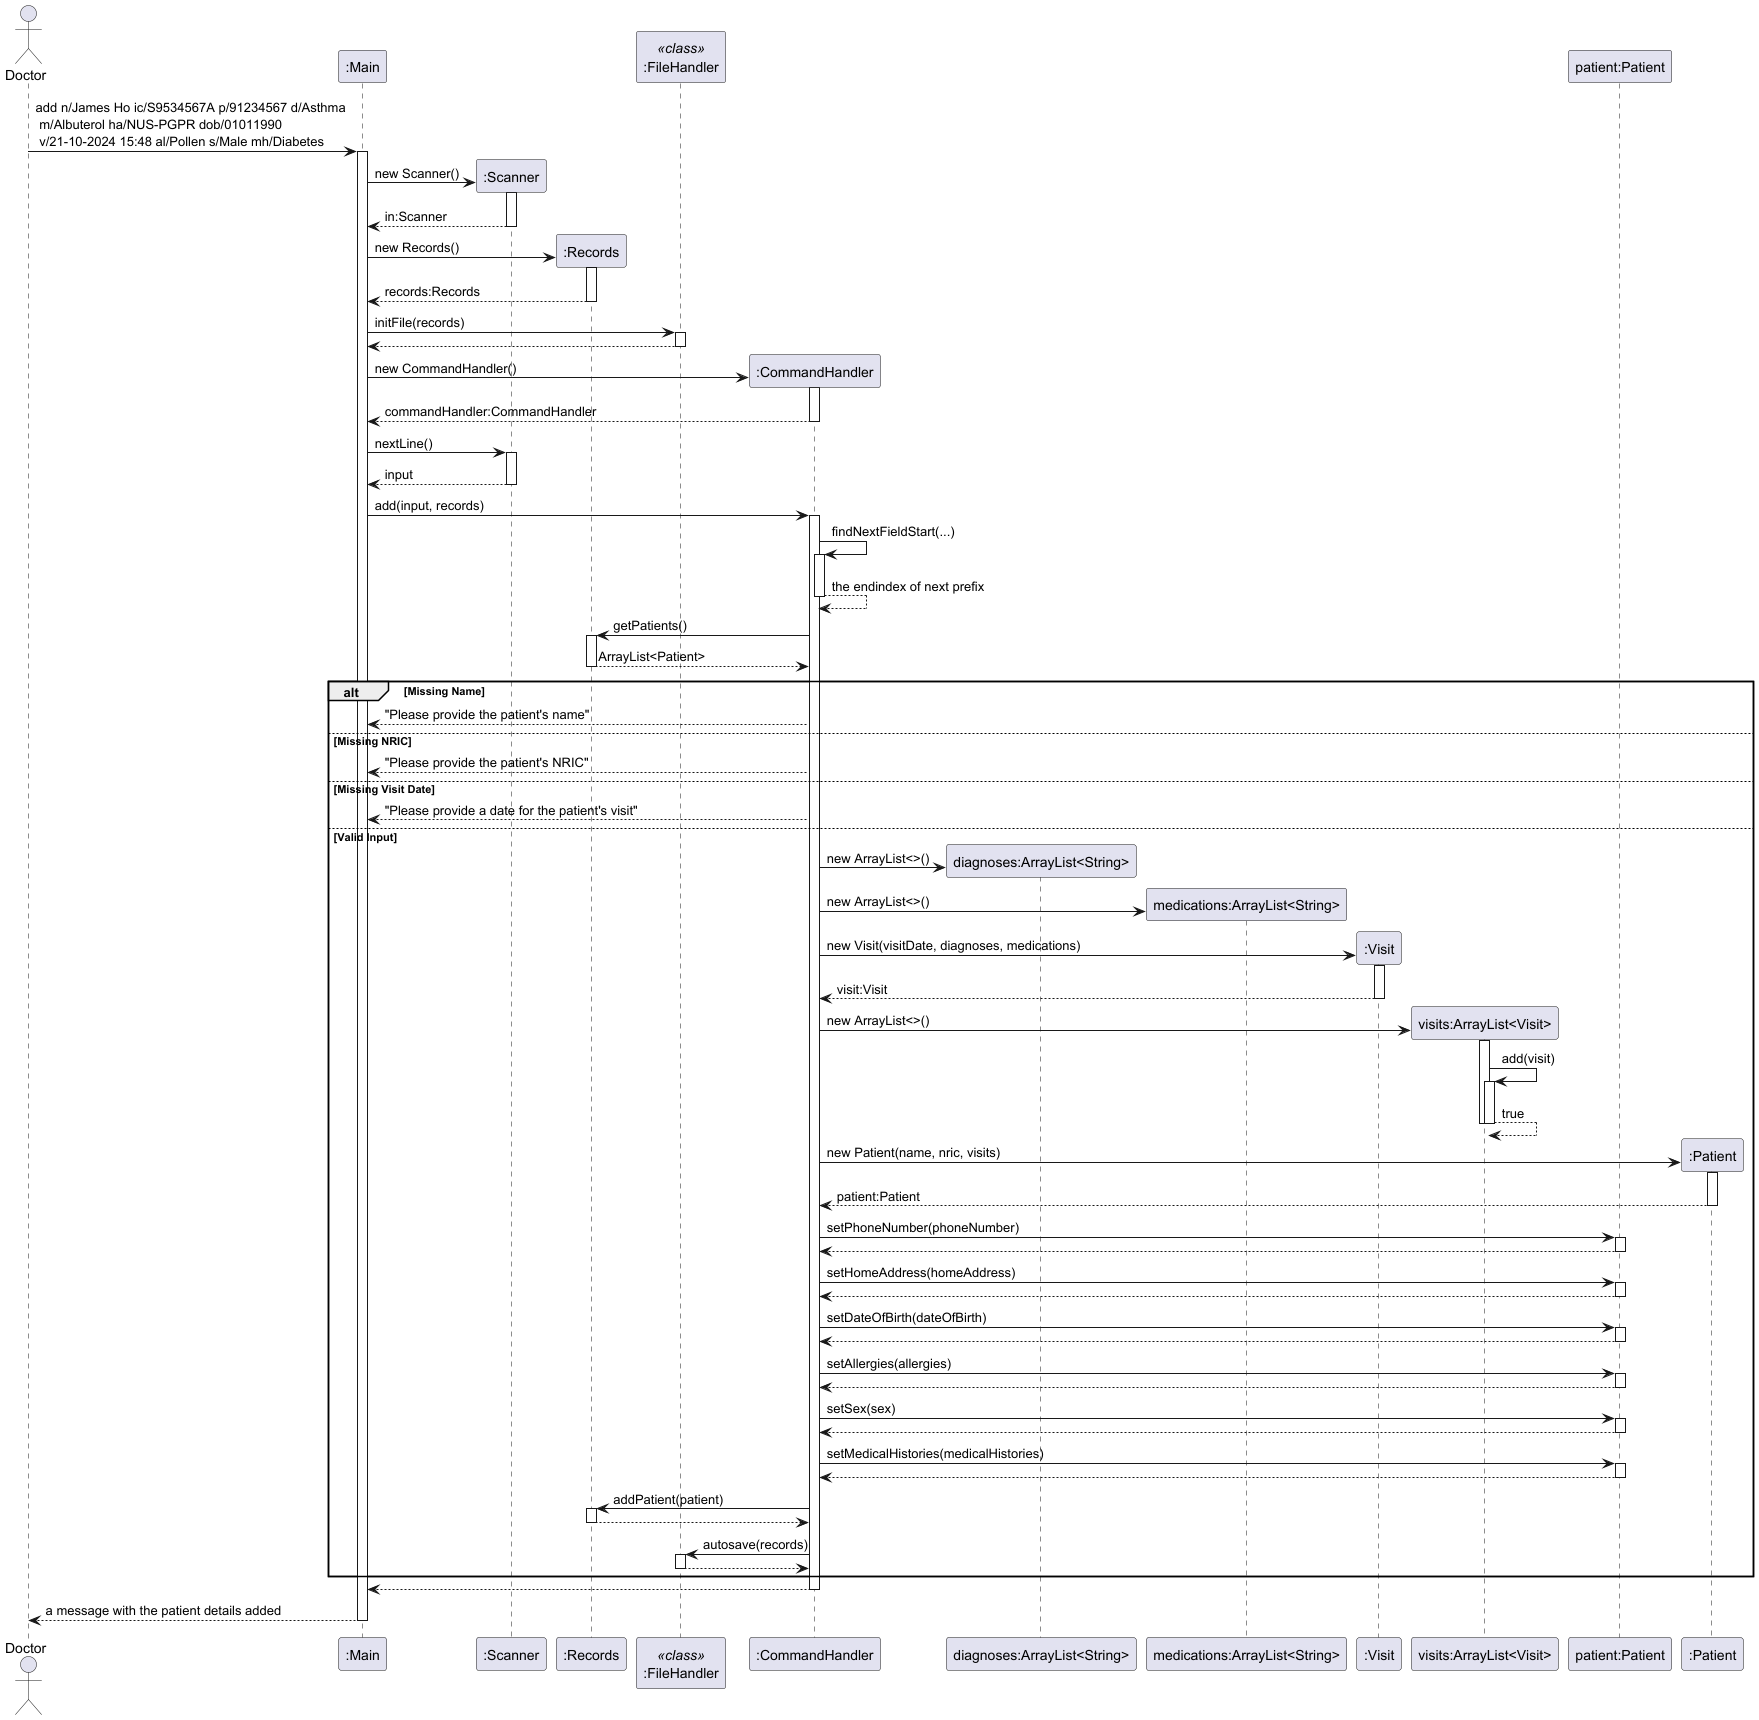 Doctor
:Main
«class»
:FileHandler
patient:Patient
add n/James Ho ic/S9534567A p/91234567 d/Asthma
m/Albuterol ha/NUS-PGPR dob/01011990
v/21-10-2024 15:48 al/Pollen s/Male mh/Diabetes
new Scanner()
:Scanner
in:Scanner
new Records()
:Records
records:Records
initFile(records)
new CommandHandler()
:CommandHandler
commandHandler:CommandHandler
nextLine()
input
add(input, records)
findNextFieldStart(...)
the endindex of next prefix
getPatients()
ArrayList<Patient>
alt
[Missing Name]
"Please provide the patient's name"
[Missing NRIC]
"Please provide the patient's NRIC"
[Missing Visit Date]
"Please provide a date for the patient's visit"
[Valid Input]
new ArrayList<>()
diagnoses:ArrayList<String>
new ArrayList<>()
medications:ArrayList<String>
new Visit(visitDate, diagnoses, medications)
:Visit
visit:Visit
new ArrayList<>()
visits:ArrayList<Visit>
add(visit)
true
new Patient(name, nric, visits)
:Patient
patient:Patient
setPhoneNumber(phoneNumber)
setHomeAddress(homeAddress)
setDateOfBirth(dateOfBirth)
setAllergies(allergies)
setSex(sex)
setMedicalHistories(medicalHistories)
addPatient(patient)
autosave(records)
a message with the patient details added
Doctor
:Main
:Scanner
:Records
«class»
:FileHandler
:CommandHandler
diagnoses:ArrayList<String>
medications:ArrayList<String>
:Visit
visits:ArrayList<Visit>
patient:Patient
:Patient